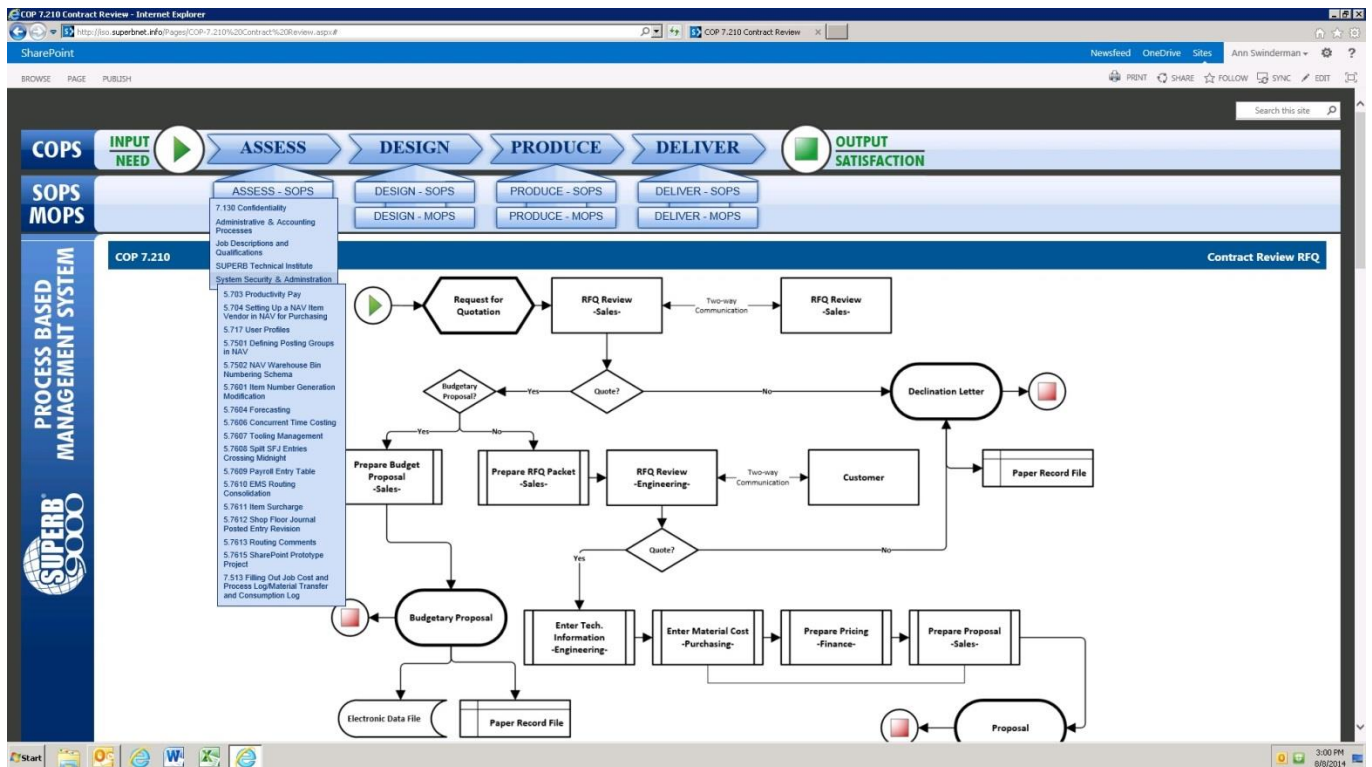 COP 7.210 Contract Review - Internet Explorer
http://iso.superbnet.info/Pages/COP-7.210%20Contract%20Review.aspx#
COP 7.210 Contract Review
SharePoint
Newsfeed OneDrive Sites Ann Swinderman ?
BROWSE PAGE PUBLISH
PRINT SHARE FOLLOW SYNC EDIT
Search this site
COPS
INPUT
NEED
ASSESS
DESIGN
PRODUCE
DELIVER
OUTPUT
SATISFACTION
SOPS
MOPS
ASSESS - SOPS
DESIGN - SOPS
PRODUCE - SOPS
DELIVER - SOPS
DESIGN - MOPS
PRODUCE - MOPS
DELIVER - MOPS
7.130 Confidentiality
Administrative & Accounting
Processes
Job Descriptions and
Qualifications
SUPERB Technical Institute
System Security & Adminstration
5.703 Productivity Pay
5.704 Setting Up a NAV Item
Vendor in NAV for Purchasing
5.717 User Profiles
5.7501 Defining Posting Groups
in NAV
5.7502 NAV Warehouse Bin
Numbering Schema
5.7601 Item Number Generation
Modification
5.7604 Forecasting
5.7606 Concurrent Time Costing
5.7607 Tooling Management
5.7608 Split SFJ Entries
Crossing Midnight
5.7609 Payroll Entry Table
5.7610 EMS Routing
Consolidation
5.7611 Item Surcharge
5.7612 Shop Floor Journal
Posted Entry Revision
5.7613 Routing Comments
5.7615 SharePoint Prototype
Project
7.513 Filling Out Job Cost and
Process Log/Material Transfer
and Consumption Log
PROCESS BASED
MANAGEMENT SYSTEM
SUPERB®
9000
COP 7.210
Contract Review RFQ
Request for
Quotation
RFQ Review
-Sales-
Two-way
Communication
RFQ Review
-Sales-
Budgetary
Proposal?
Yes
Quote?
No
Declination Letter
Yes
No
Prepare Budget
Proposal
-Sales-
Prepare RFQ Packet
-Sales-
RFQ Review
-Engineering-
Two-way
Communication
Customer
Paper Record File
Yes
Quote?
No
Budgetary Proposal
Enter Tech.
Information
-Engineering-
Enter Material Cost
-Purchasing-
Prepare Pricing
-Finance-
Prepare Proposal
-Sales-
Electronic Data File
Paper Record File
Proposal
Start
3:00 PM
8/8/2014